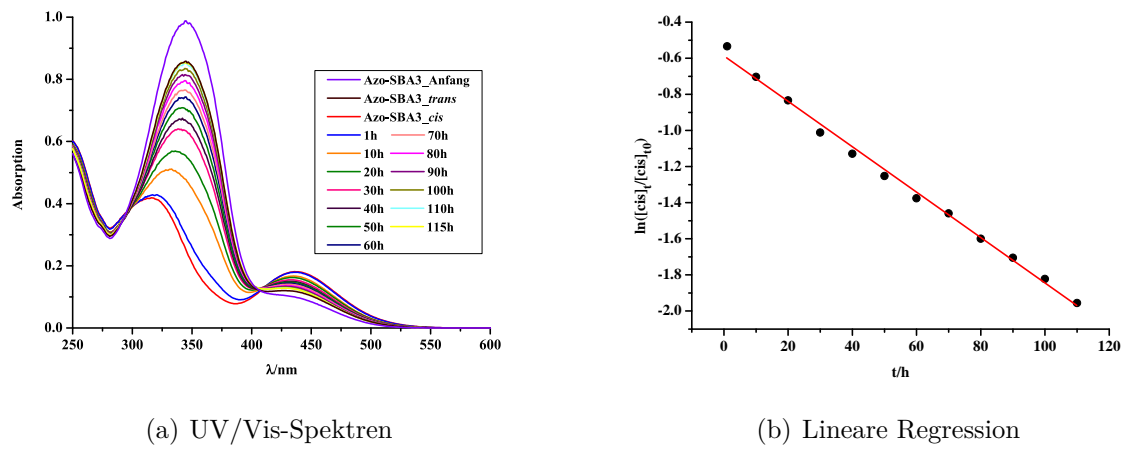 1.0
0.8
0.6
0.4
0.2
0.0
Absorption
250 300 350 400 450 500 550 600
λ/nm
Azo-SBA3_Anfang
Azo-SBA3_trans
Azo-SBA3_cis
1h 70h
10h 80h
20h 90h
30h 100h
40h 110h
50h 115h
60h
(a) UV/Vis-Spektren
-0.4
-0.6
-0.8
-1.0
-1.2
-1.4
-1.6
-1.8
-2.0
ln([cis]t/[cis]t0)
0 20 40 60 80 100 120
t/h
(b) Lineare Regression